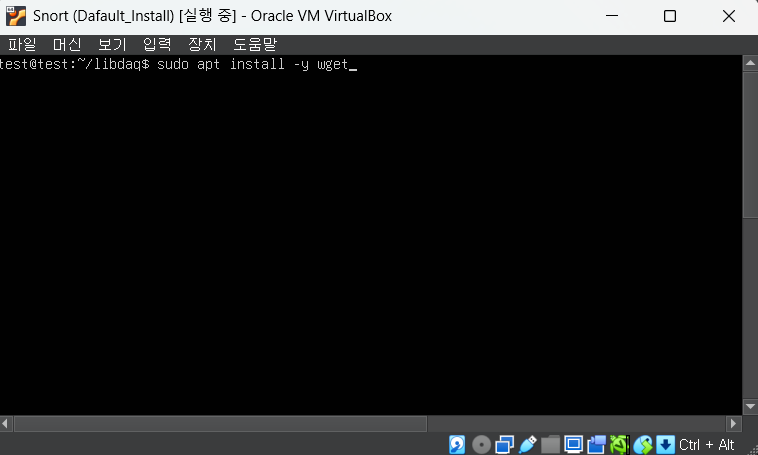 Snort (Dafault_Install) [실행 중] - Oracle VM VirtualBox
파일 머신 보기 입력 장치 도움말
test@test:~/libdaq$ sudo apt install -y wget_
Ctrl + Alt